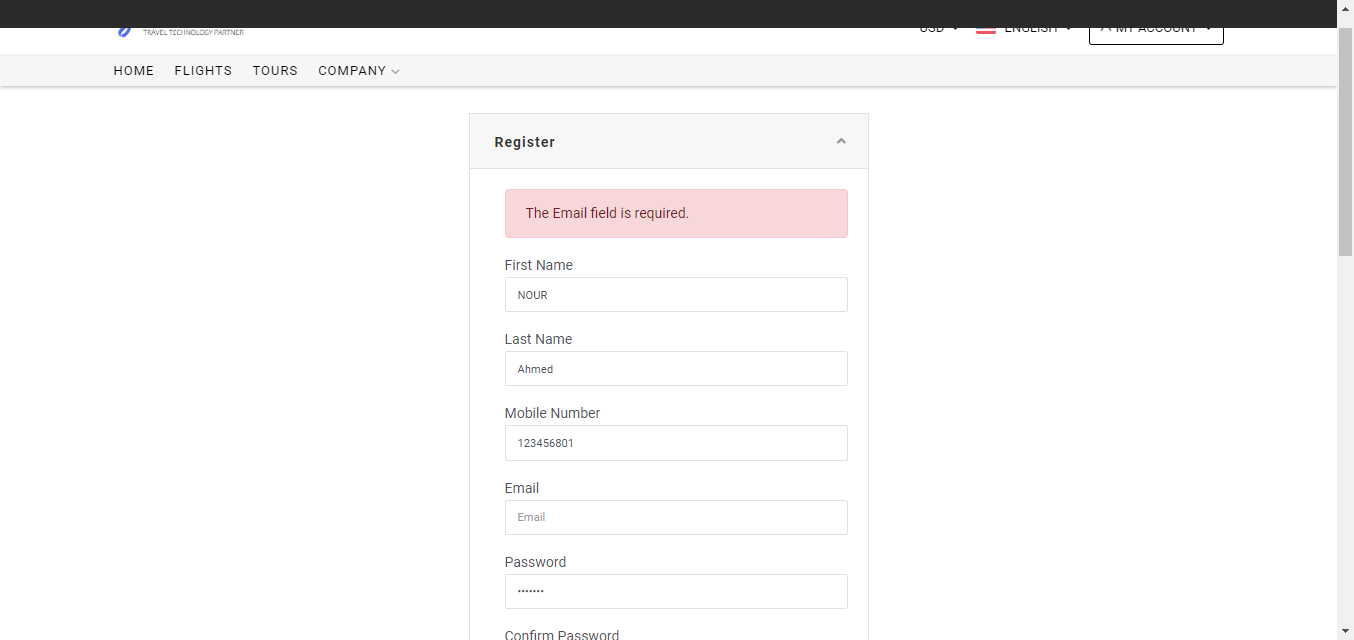 TRAVEL TECHNOLOGY PARTNER
USD ENGLISH MY ACCOUNT
HOME FLIGHTS TOURS COMPANY
Register
The Email field is required.
First Name
NOUR
Last Name
Ahmed
Mobile Number
123456801
Email
Email
Password
•••••••
Confirm Password